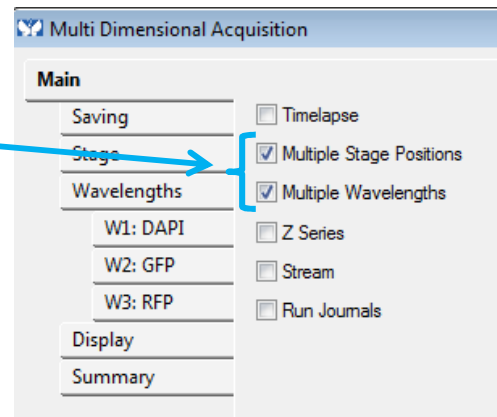 Multi Dimensional Acquisition
Main
Saving
Stage
Wavelengths
W1: DAPI
W2: GFP
W3: RFP
Display
Summary
Timelapse
Multiple Stage Positions
Multiple Wavelengths
Z Series
Stream
Run Journals